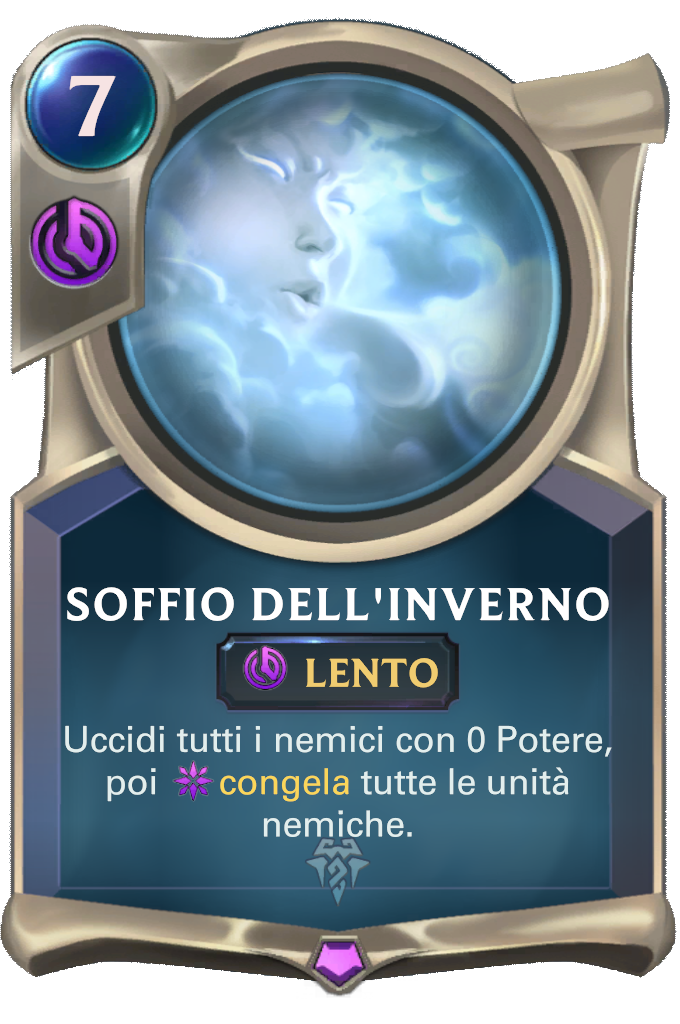 7
SOFFIO DELL'INVERNO
LENTO
Uccidi tutti i nemici con 0 Potere,
poi congela tutte le unità
nemiche.